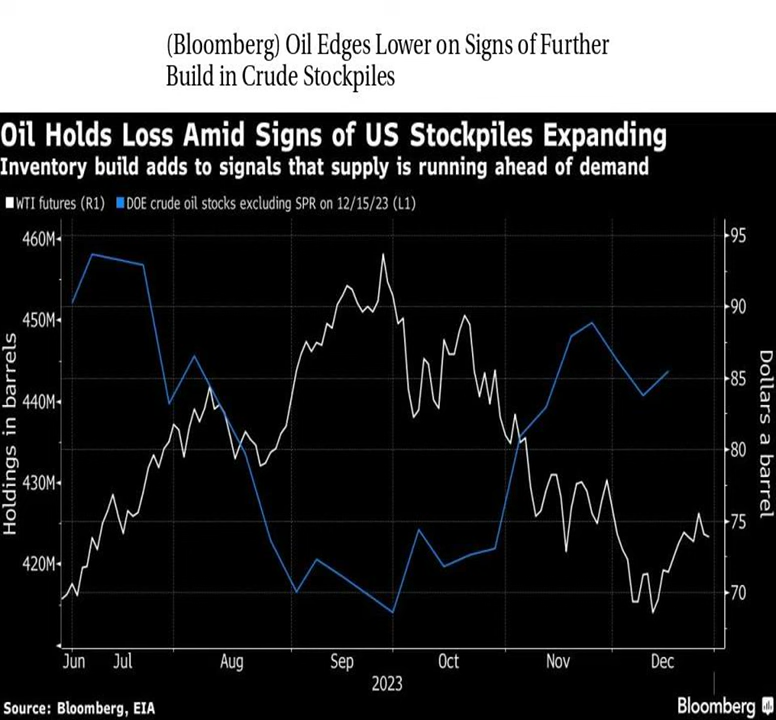 (Bloomberg) Oil Edges Lower on Signs of Further
Build in Crude Stockpiles
Oil Holds Loss Amid Signs of US Stockpiles Expanding
Inventory build adds to signals that supply is running ahead of demand
WTI futures (R1) DOE crude oil stocks excluding SPR on 12/15/23 (L1)
460M
450M
440M
430M
420M
Holdings in barrels
95
90
85
80
75
70
Dollars a barrel
Jun Jul Aug Sep Oct Nov Dec
2023
Source: Bloomberg, EIA
Bloomberg